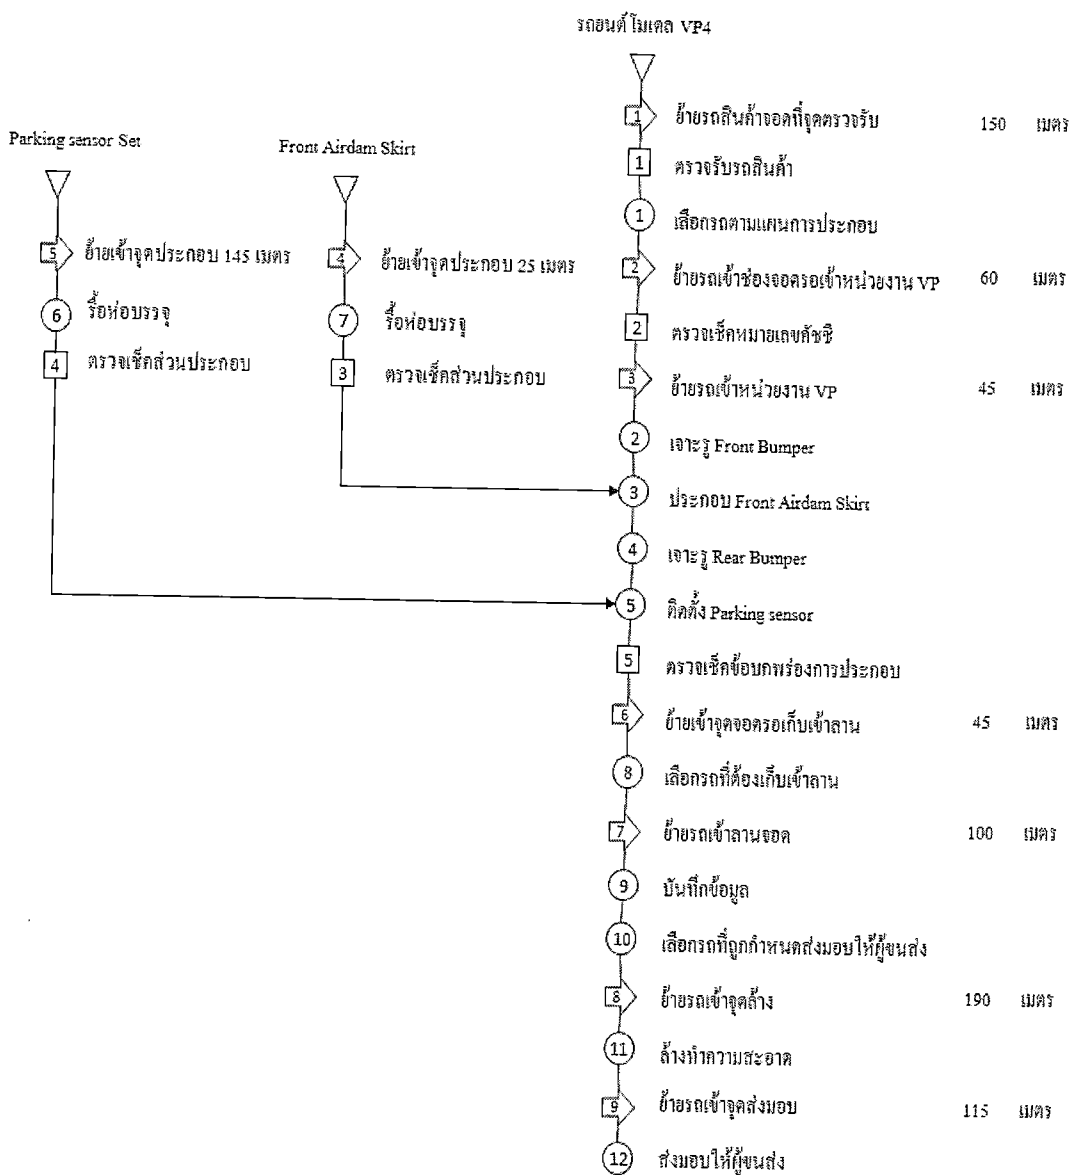 รถยนต์ โมเดล VP4
1 ย้ายรถสินค้าจอดที่จุดตรวจรับ 150 เมตร
1 ตรวจรับรถสินค้า
1 เลือกรถตามแผนการประกอบ
2 ย้ายรถเข้าช่องจอดรอเข้าหน่วยงาน VP 60 เมตร
2 ตรวจเช็คหมายเลขคัชซี
3 ย้ายรถเข้าหน่วยงาน VP 45 เมตร
2 เจาะรู Front Bumper
3 ประกอบ Front Airdam Skirt
4 เจาะรู Rear Bumper
5 ติดตั้ง Parking sensor
5 ตรวจเช็คข้อบกพร่องการประกอบ
6 ย้ายเข้าจุดจอดรอเก็บเข้าลาน 45 เมตร
8 เลือกรถที่ต้องเก็บเข้าลาน
7 ย้ายรถเข้าลานจอด 100 เมตร
9 บันทึกข้อมูล
10 เลือกรถที่ถูกกำหนดส่งมอบให้ผู้ขนส่ง
8 ย้ายรถเข้าจุดล้าง 190 เมตร
11 ล้างทำความสะอาด
9 ย้ายรถเข้าจุดส่งมอบ 115 เมตร
12 ส่งมอบให้ผู้ขนส่ง
Parking sensor Set
5 ย้ายเข้าจุดประกอบ 145 เมตร
6 รื้อห่อบรรจุ
4 ตรวจเช็คส่วนประกอบ
Front Airdam Skirt
4 ย้ายเข้าจุดประกอบ 25 เมตร
7 รื้อห่อบรรจุ
3 ตรวจเช็คส่วนประกอบ